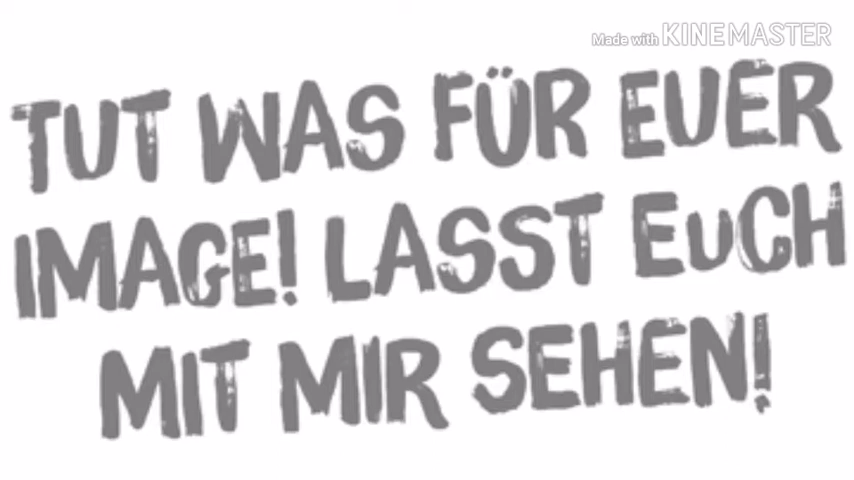 Made with KINEMASTER
TUT WAS FÜR EUER
IMAGE! LASST EUCH
MIT MIR SEHEN!